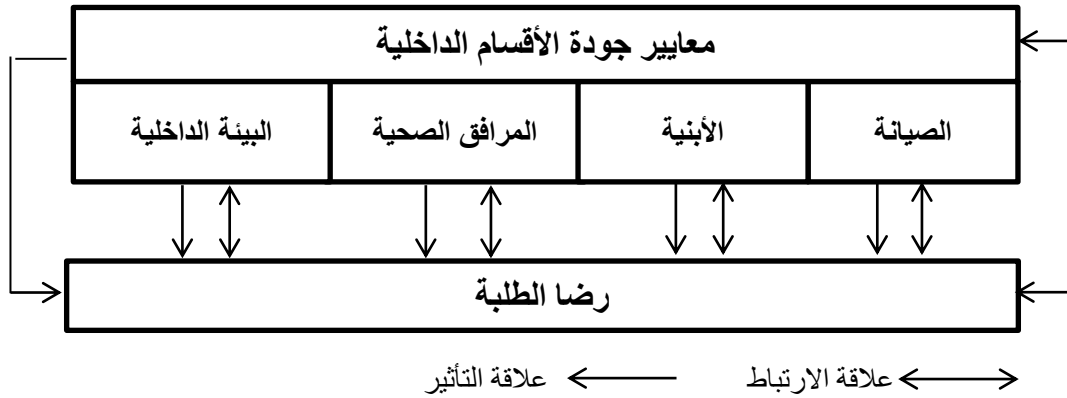 معايير جودة الأقسام الداخلية
الصيانة الأبنية المرافق الصحية البيئة الداخلية
رضا الطلبة
علاقة الارتباط علاقة التأثير